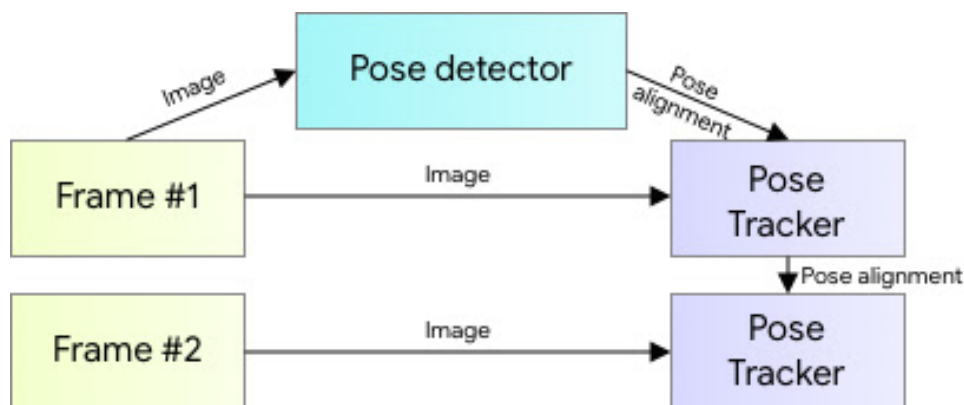 Pose detector
Image
Pose
alignment
Frame #1
Image
Pose
Tracker
Pose alignment
Frame #2
Image
Pose
Tracker